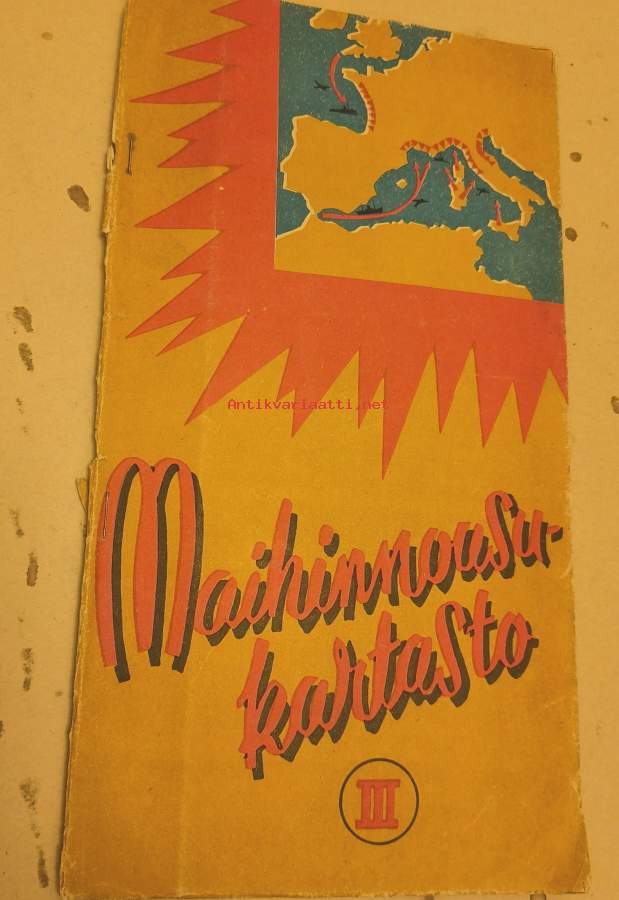 Antikvariaatti.net
Maihinnousu-
kartasto
III